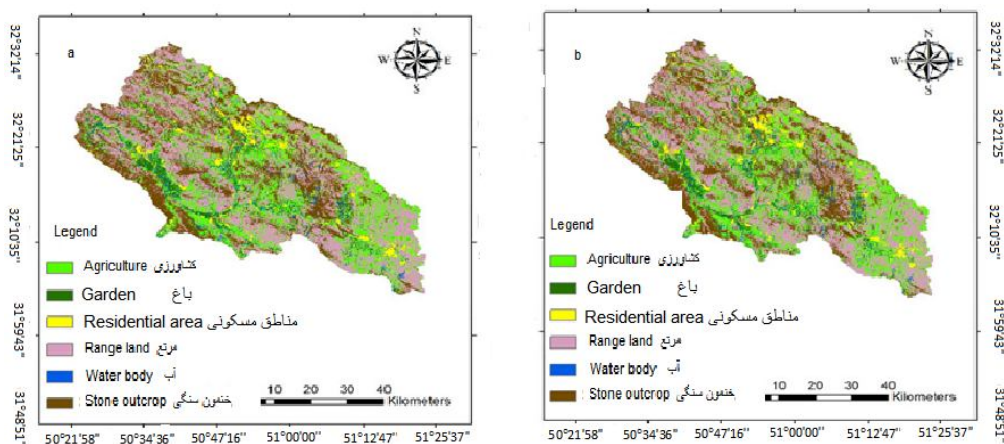 a
N
W E
S
32°32'14"
32°21'25"
32°10'35"
31°59'43"
31°48'51"
Legend
Agriculture کشاورزی
Garden باغ
Residential area مناطق مسکونی
Range land مرتع
Water body آب
Stone outcrop سنگی
10 20 30 40
Kilometers
50°21'58" 50°34'36" 50°47'16" 51°00'00" 51°12'47" 51°25'37"
b
N
W E
S
32°32'14"
32°21'25"
32°10'35"
31°59'43"
31°48'51"
Legend
Agriculture کشاورزی
Garden باغ
Residential area مناطق مسکونی
Range land مرتع
Water body آب
Stone outcrop سنگی
10 20 30 40
Kilometers
50°21'58" 50°34'36" 50°47'16" 51°00'00" 51°12'47" 51°25'37"